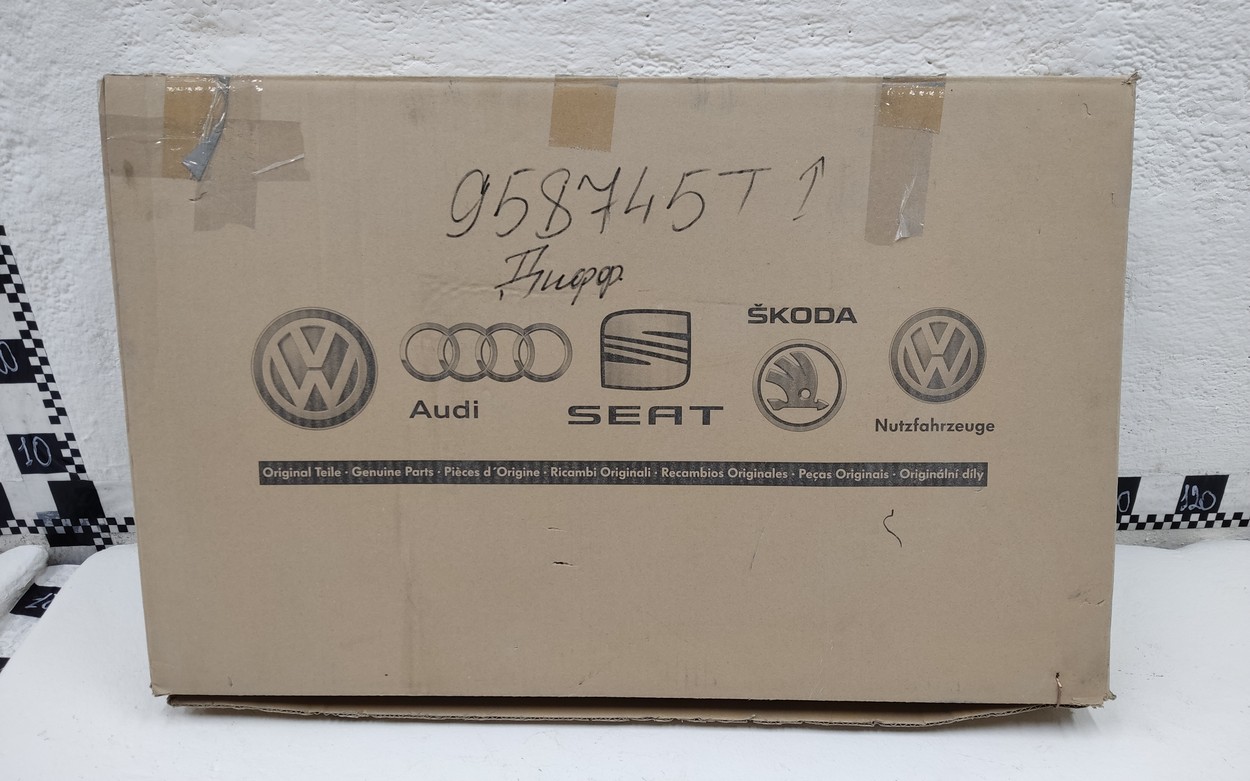 958745T ↑
Дифф.
ŠKODA
Audi
SEAT
Nutzfahrzeuge
Original Teile · Genuine Parts · Pièces d´Origine · Ricambi Originali · Recambios Originales · Peças Originais · Originální díly
10
120